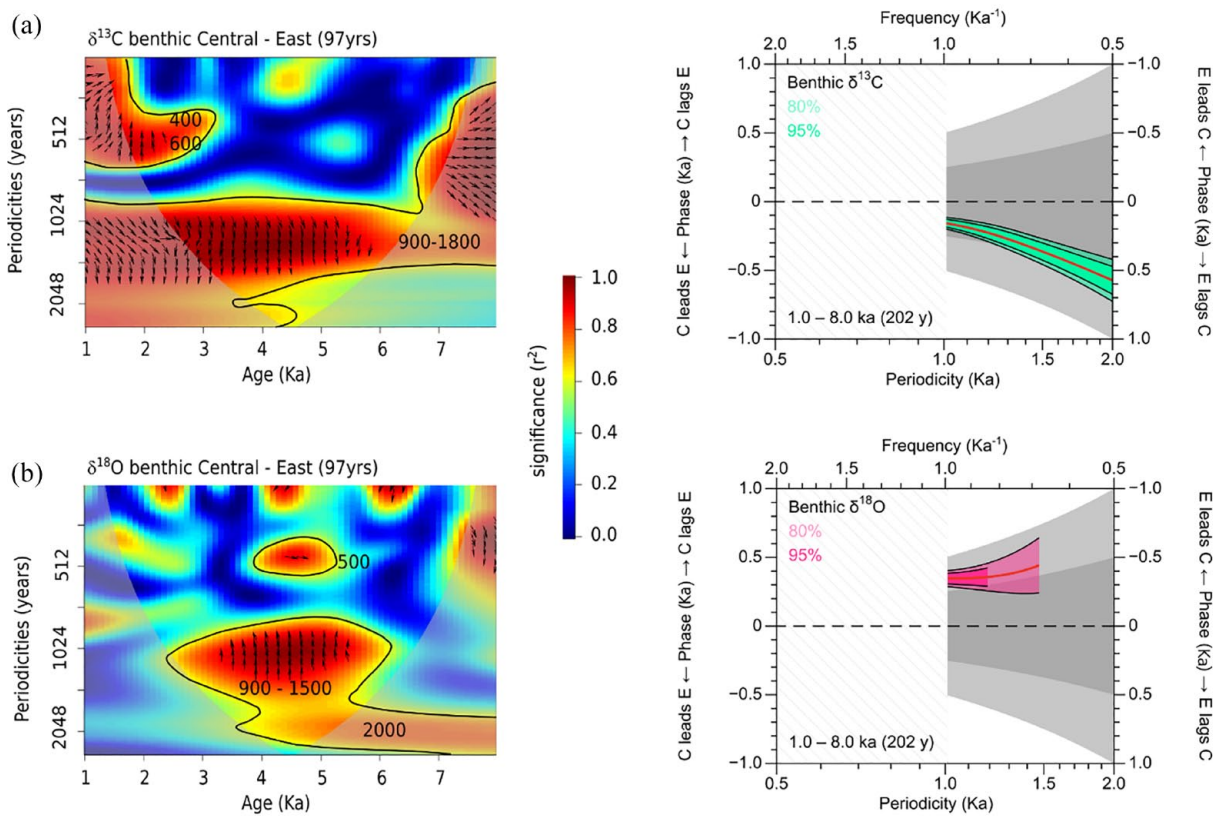 (a)
δ¹³C benthic Central - East (97yrs)
Periodicities (years)
512
1024
2048
400
600
900-1800
1 2 3 4 5 6 7
Age (Ka)
Frequency (Ka⁻¹)
2.0 1.5 1.0 0.5
C leads E ← Phase (Ka) → C lags E
1.0
0.5
0
−0.5
−1.0
Benthic δ¹³C
80%
95%
1.0 – 8.0 ka (202 y)
−1.0
−0.5
0
0.5
1.0
E leads C ← Phase (Ka) → E lags C
0.5 1.0 1.5 2.0
Periodicity (Ka)
significance (r²)
1.0
0.8
0.6
0.4
0.2
0.0
(b)
δ¹⁸O benthic Central - East (97yrs)
Periodicities (years)
512
1024
2048
500
900 - 1500
2000
1 2 3 4 5 6 7
Age (Ka)
Frequency (Ka⁻¹)
2.0 1.5 1.0 0.5
C leads E ← Phase (Ka) → C lags E
1.0
0.5
0
−0.5
−1.0
Benthic δ¹⁸O
80%
95%
1.0 – 8.0 ka (202 y)
−1.0
−0.5
0
0.5
1.0
E leads C ← Phase (Ka) → E lags C
0.5 1.0 1.5 2.0
Periodicity (Ka)